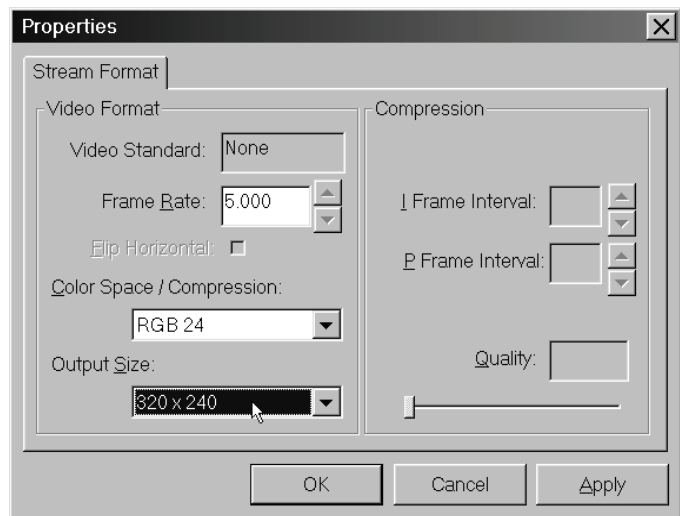 Properties
Stream Format
Video Format
Video Standard: None
Frame Rate: 5.000
Flip Horizontal:
Color Space / Compression:
RGB 24
Output Size:
320 x 240
Compression
I Frame Interval:
P Frame Interval:
Quality:
OK Cancel Apply